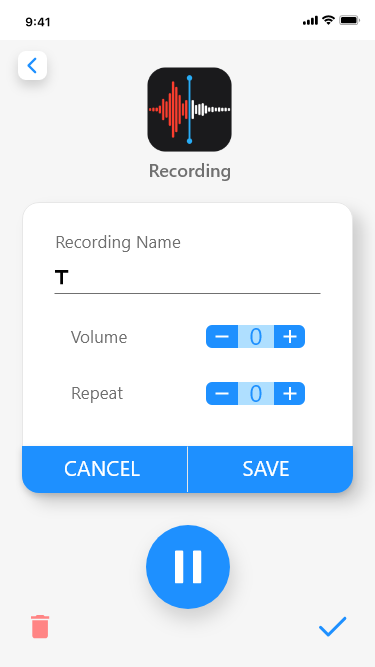 9:41
Recording
Recording Name
T
Volume − 0 +
Repeat − 0 +
CANCEL SAVE